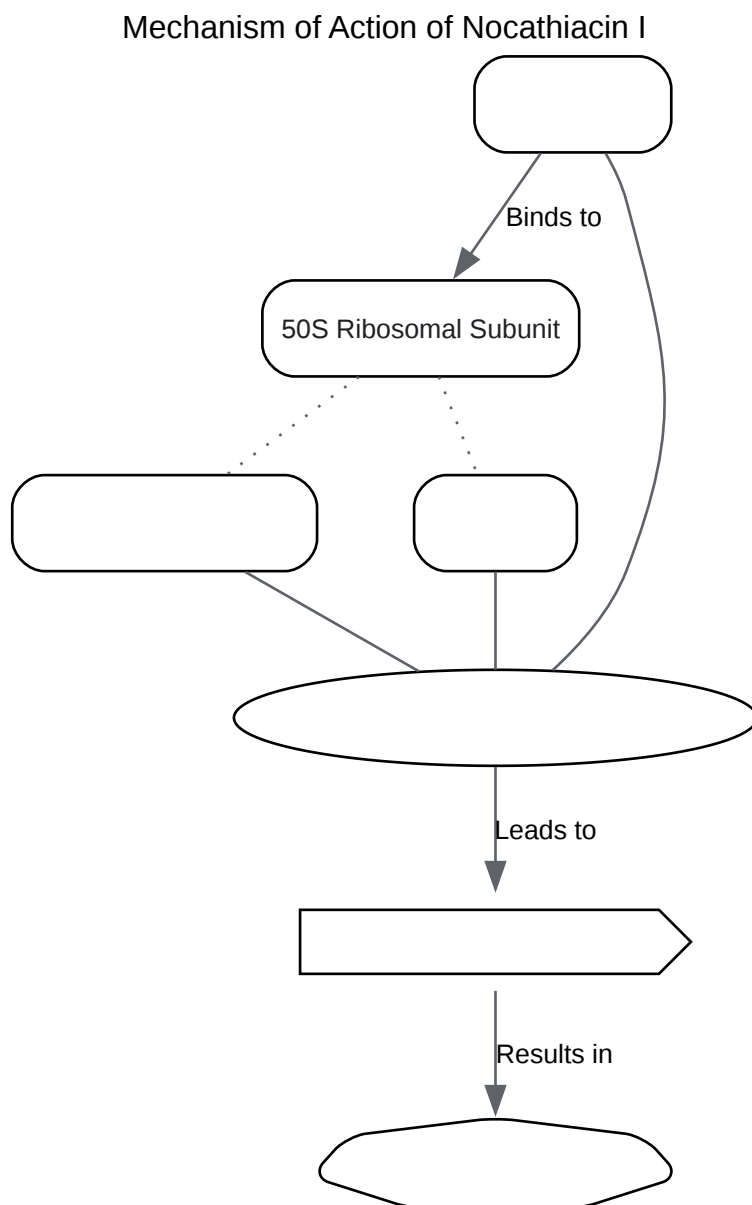 Mechanism of Action of Nocathiacin I
Binds to
50S Ribosomal Subunit
Leads to
Results in